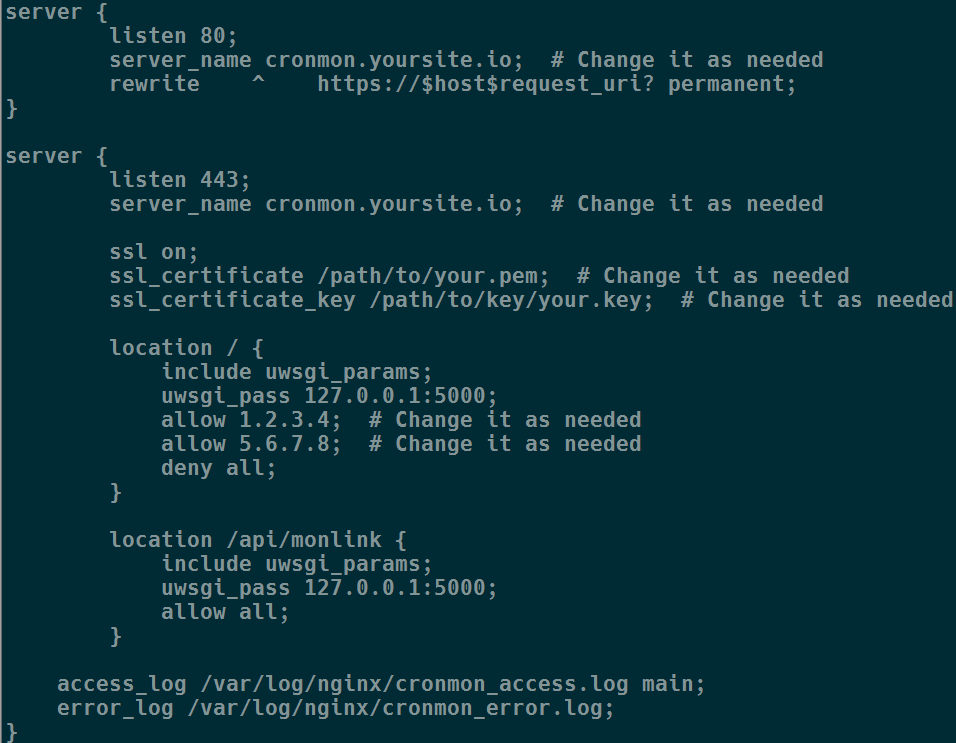 server {
        listen 80;
        server_name cronmon.yoursite.io;  # Change it as needed
        rewrite    ^    https://$host$request_uri? permanent;
}

server {
        listen 443;
        server_name cronmon.yoursite.io;  # Change it as needed

        ssl on;
        ssl_certificate /path/to/your.pem;  # Change it as needed
        ssl_certificate_key /path/to/key/your.key;  # Change it as needed

        location / {
            include uwsgi_params;
            uwsgi_pass 127.0.0.1:5000;
            allow 1.2.3.4;  # Change it as needed
            allow 5.6.7.8;  # Change it as needed
            deny all;
        }

        location /api/monlink {
            include uwsgi_params;
            uwsgi_pass 127.0.0.1:5000;
            allow all;
        }

    access_log /var/log/nginx/cronmon_access.log main;
    error_log /var/log/nginx/cronmon_error.log;
}